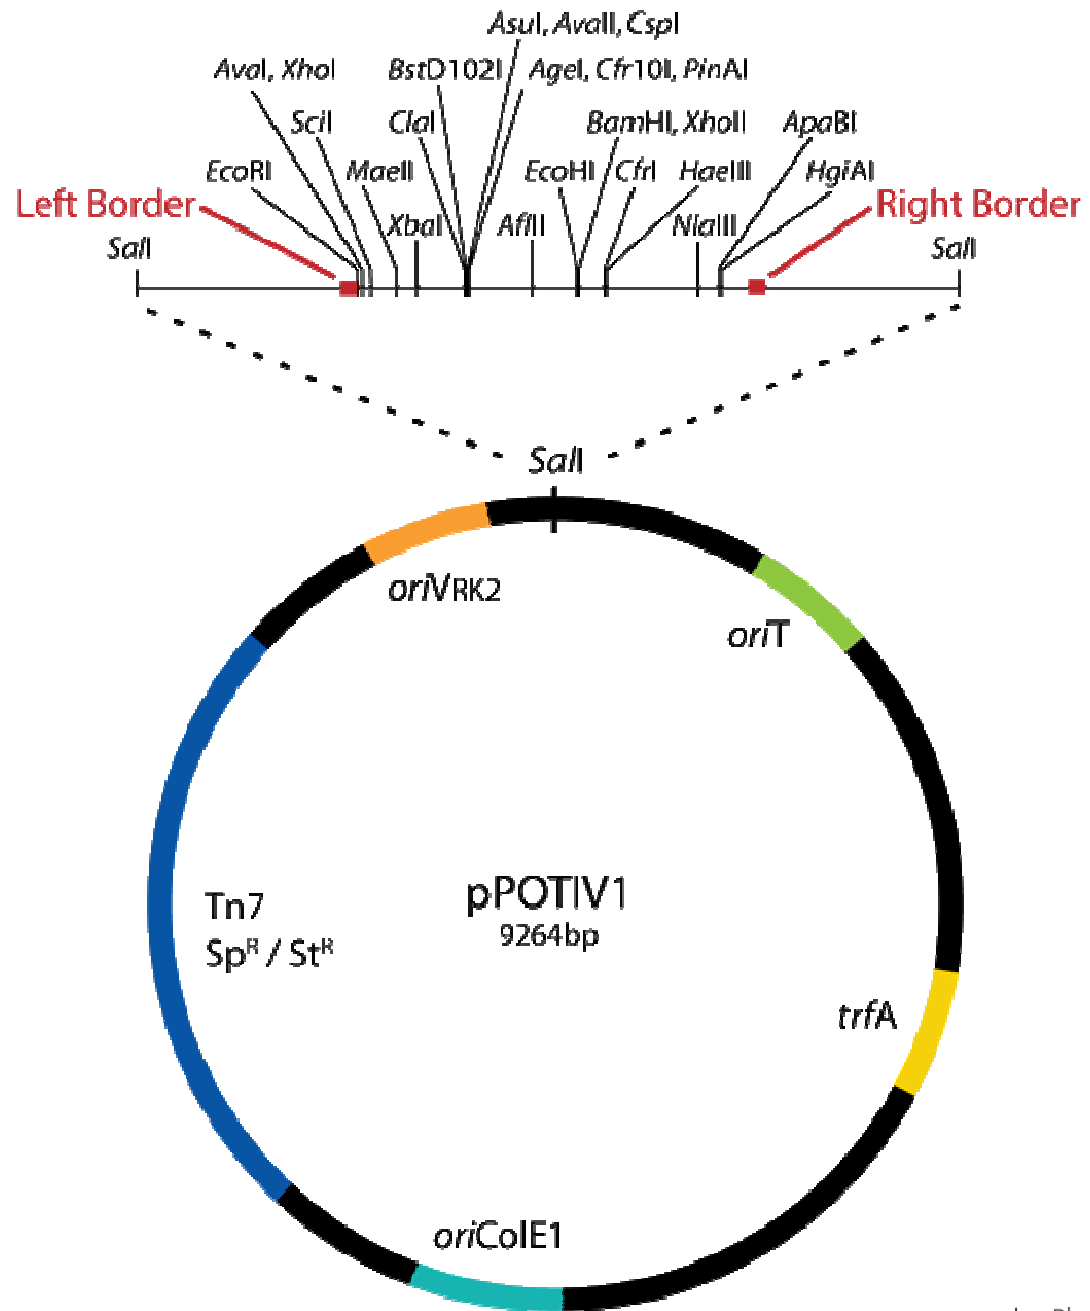 AsuI, AvaII, CspI
AvaI, XhoI
BstD102I
AgeI, Cfr10I, PinAI
SciI
ClaI
BamHI, XhoII
ApaBI
EcoRI
MaeII
EcoHI
CfrI
HaeIII
HgiAI
Left Border
Right Border
XbaI
AflII
NlaIII
SalI
SalI
SalI
oriVRK2
oriT
pPOTIV1
9264bp
Tn7
SpR / StR
trfA
oriColE1